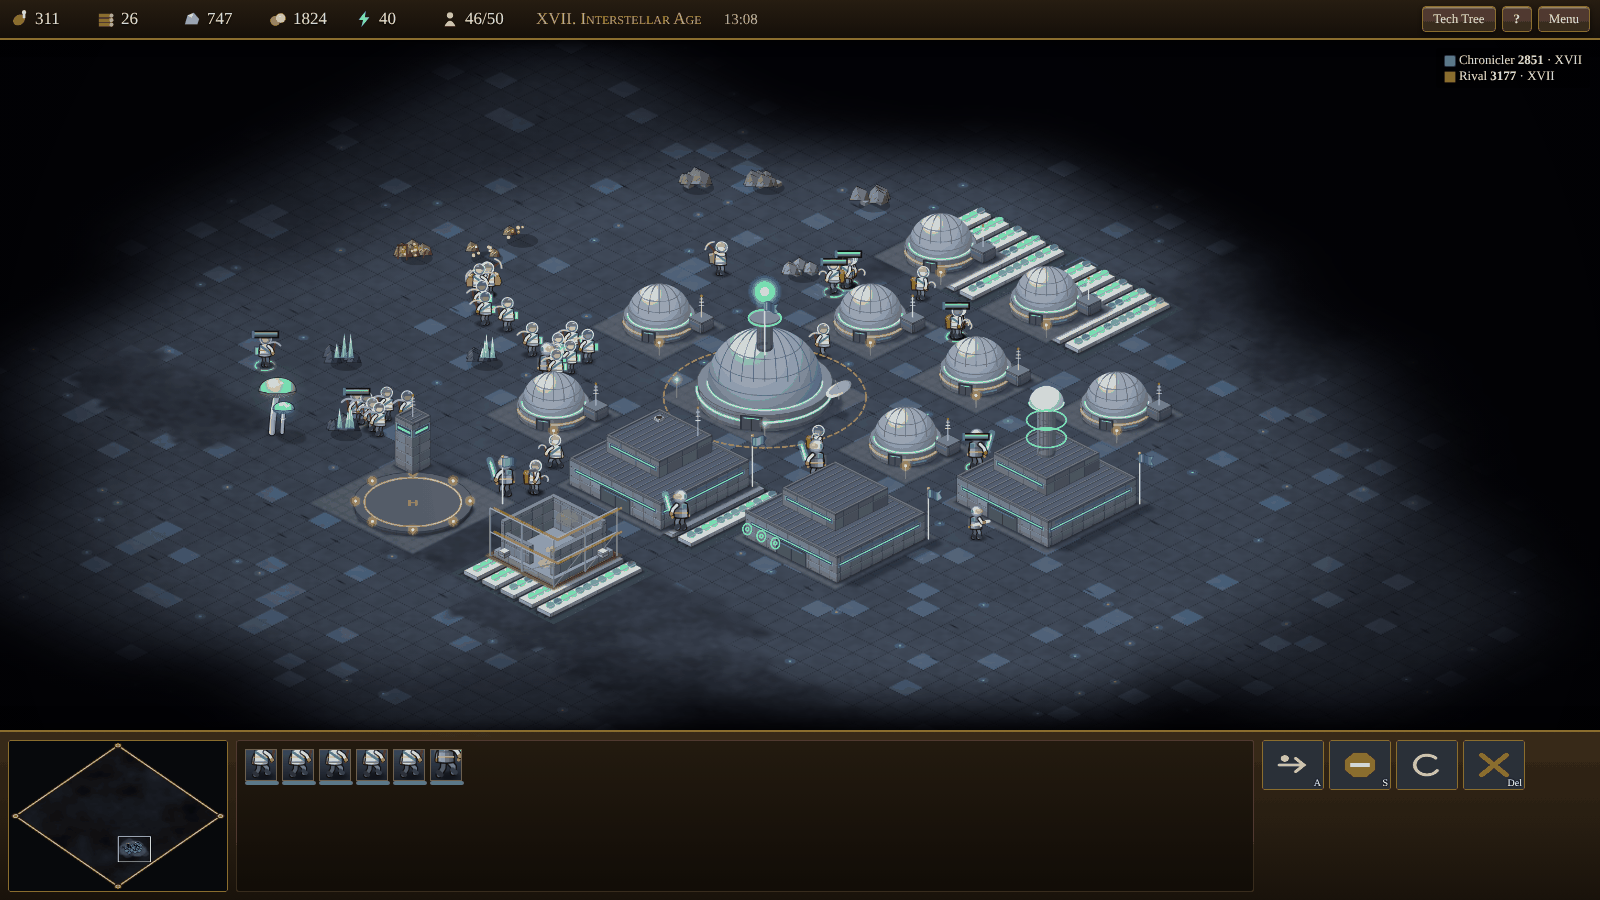 311 26 747 1824 40 46/50 XVII. Interstellar Age 13:08 Tech Tree ? Menu
Chronicler 2851 · XVII
Rival 3177 · XVII
H
A S Del